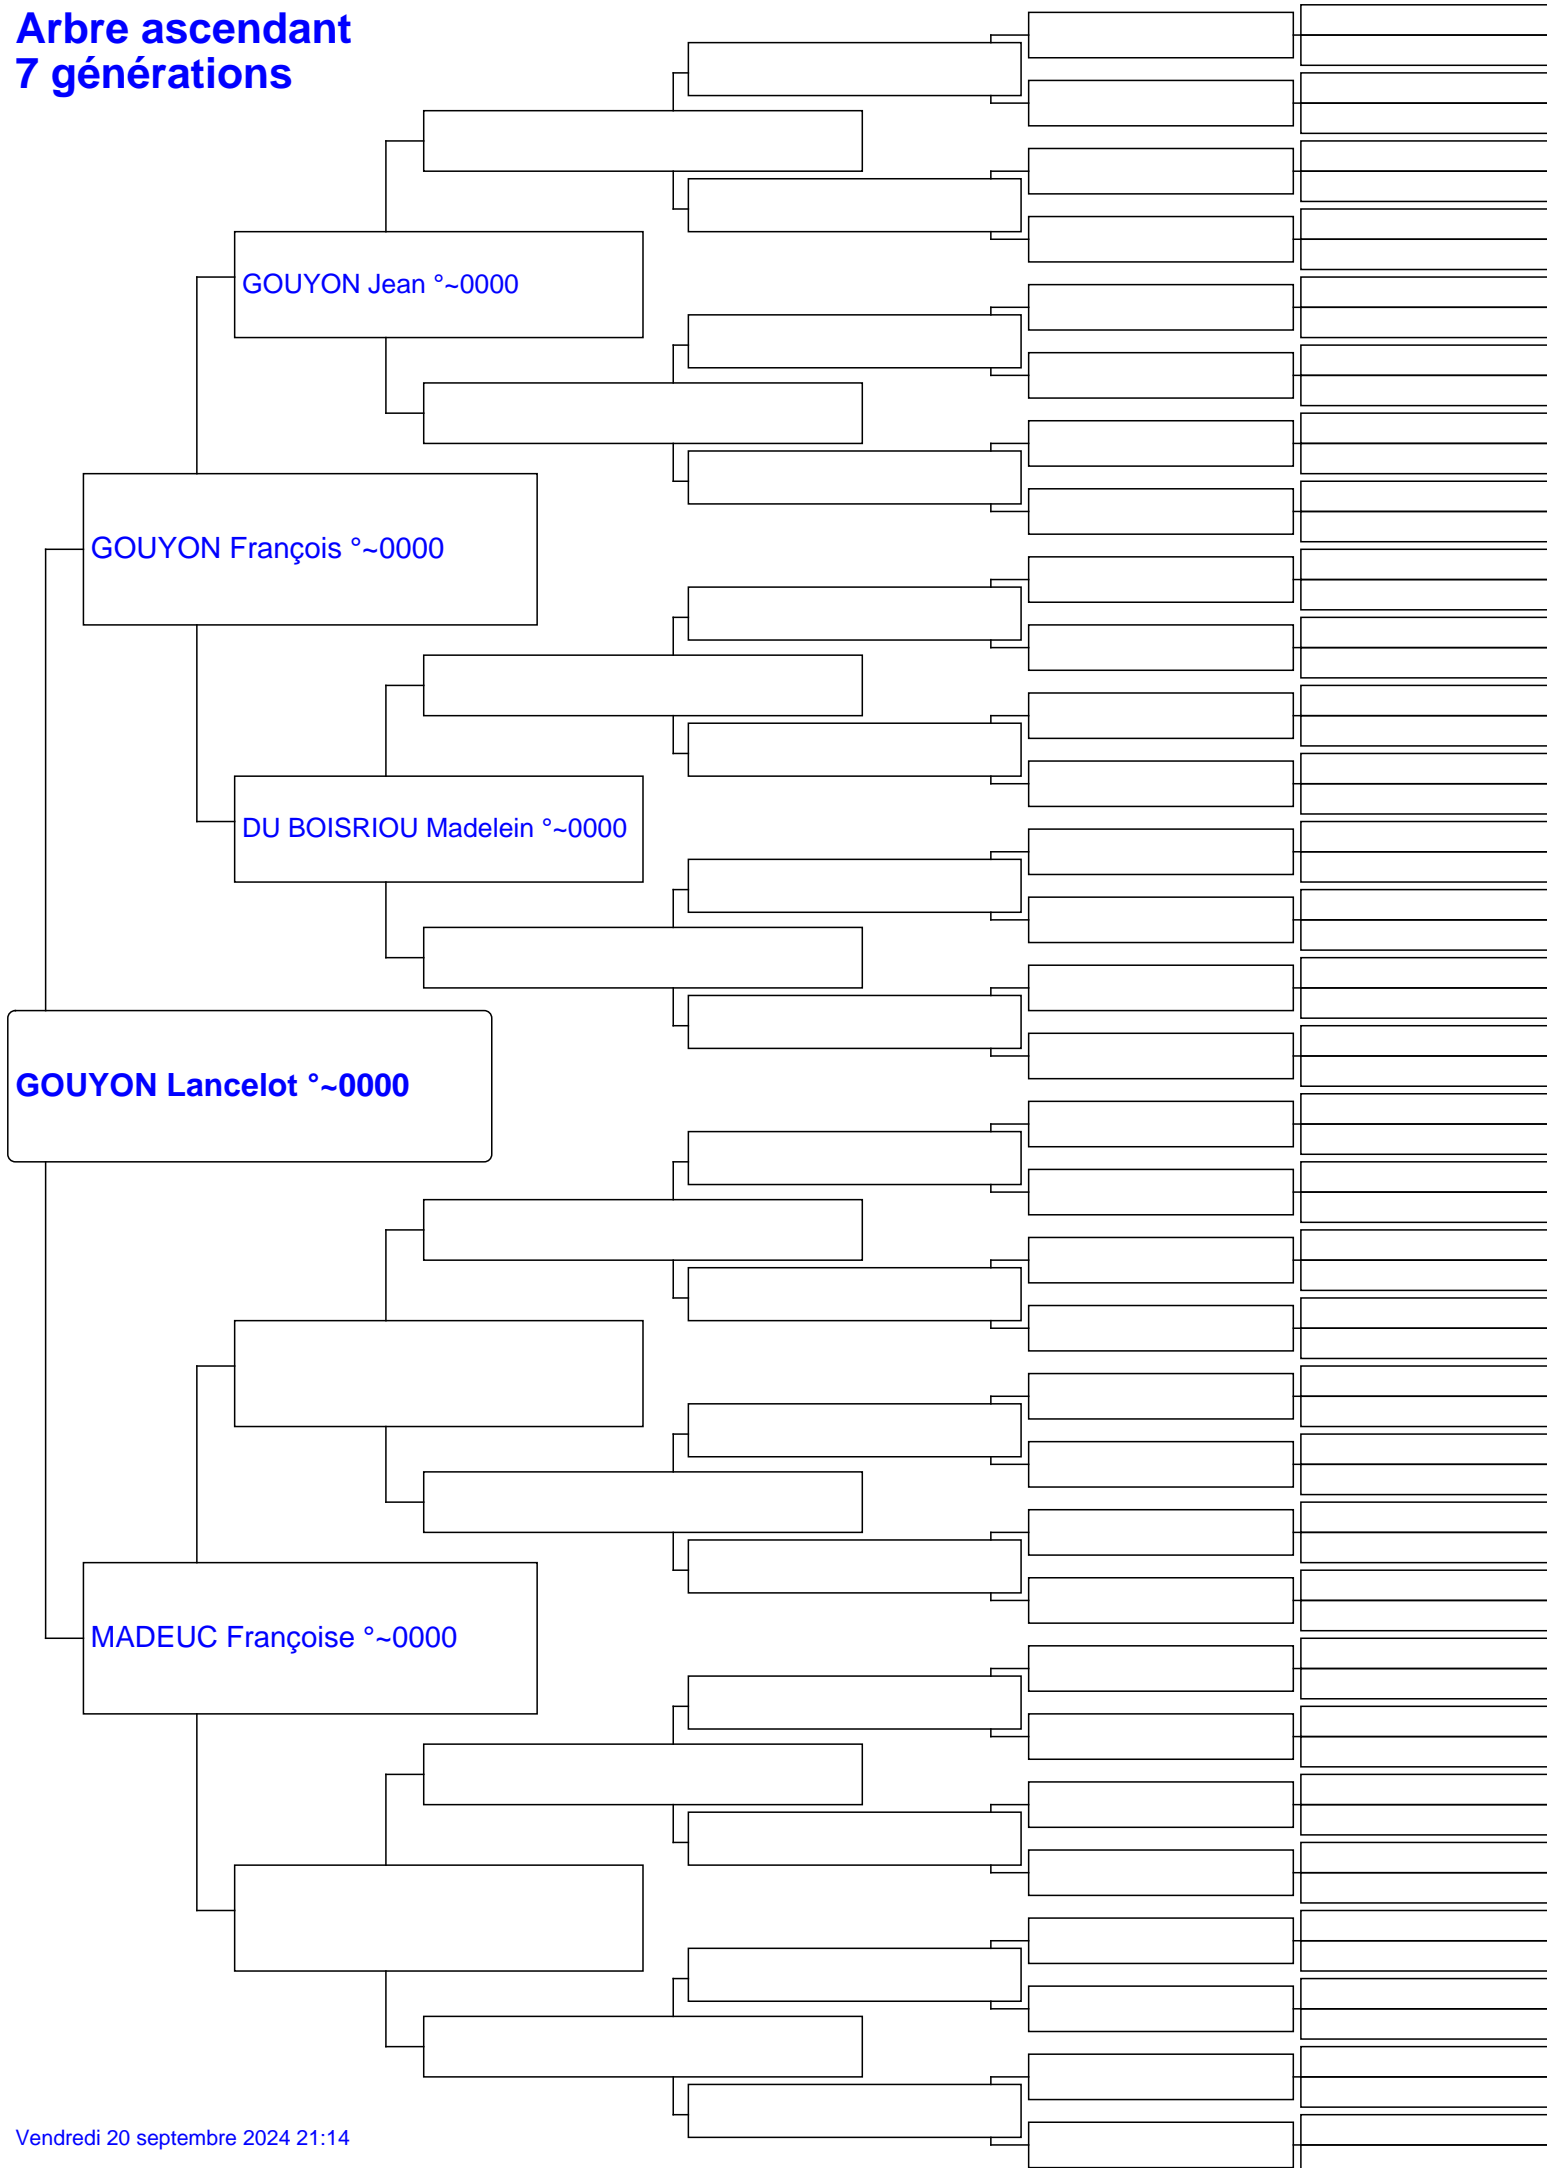 Arbre ascendant
7 générations
GOUYON Jean °~0000
GOUYON François °~0000
DU BOISRIOU Madelein °~0000
GOUYON Lancelot °~0000
MADEUC Françoise °~0000
Vendredi 20 septembre 2024 21:14